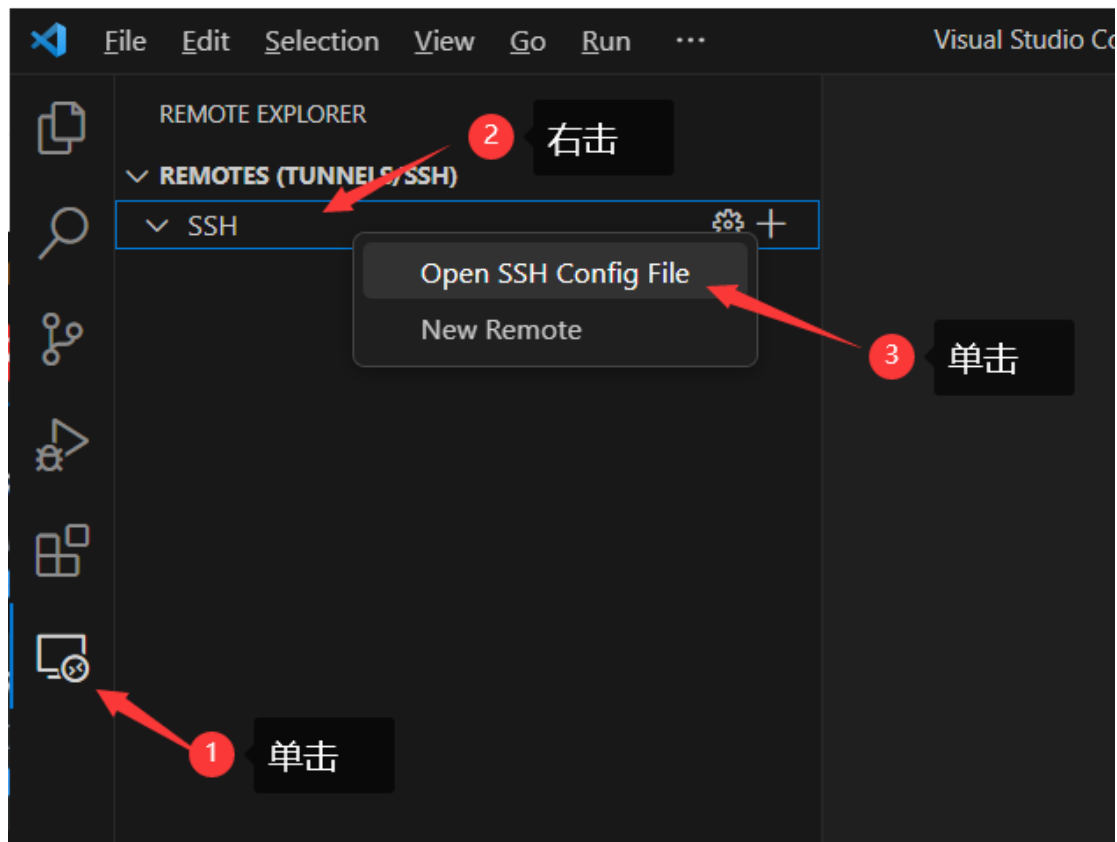 File Edit Selection View Go Run ··· Visual Studio Co
REMOTE EXPLORER
2 右击
REMOTES (TUNNELS/SSH)
SSH
Open SSH Config File
New Remote
3 单击
1 单击